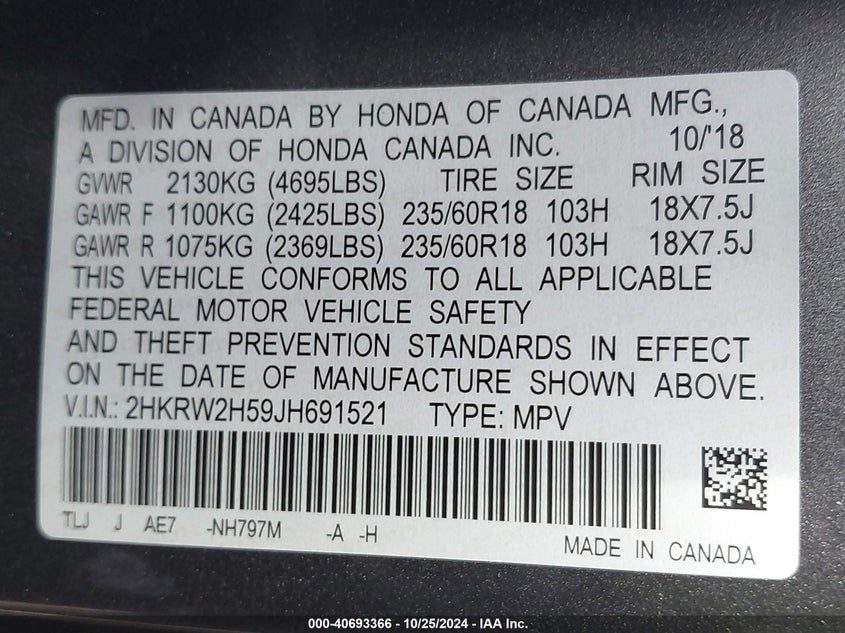 MFD. IN CANADA BY HONDA OF CANADA MFG.,
A DIVISION OF HONDA CANADA INC. 10/'18
GVWR 2130KG (4695LBS) TIRE SIZE RIM SIZE
GAWR F 1100KG (2425LBS) 235/60R18 103H 18X7.5J
GAWR R 1075KG (2369LBS) 235/60R18 103H 18X7.5J
THIS VEHICLE CONFORMS TO ALL APPLICABLE
FEDERAL MOTOR VEHICLE SAFETY
AND THEFT PREVENTION STANDARDS IN EFFECT
ON THE DATE OF MANUFACTURE SHOWN ABOVE.
V.I.N.: 2HKRW2H59JH691521 TYPE: MPV
TLJ J AE7 -NH797M -A -H
MADE IN CANADA
000-40693366 - 10/25/2024 - IAA Inc.